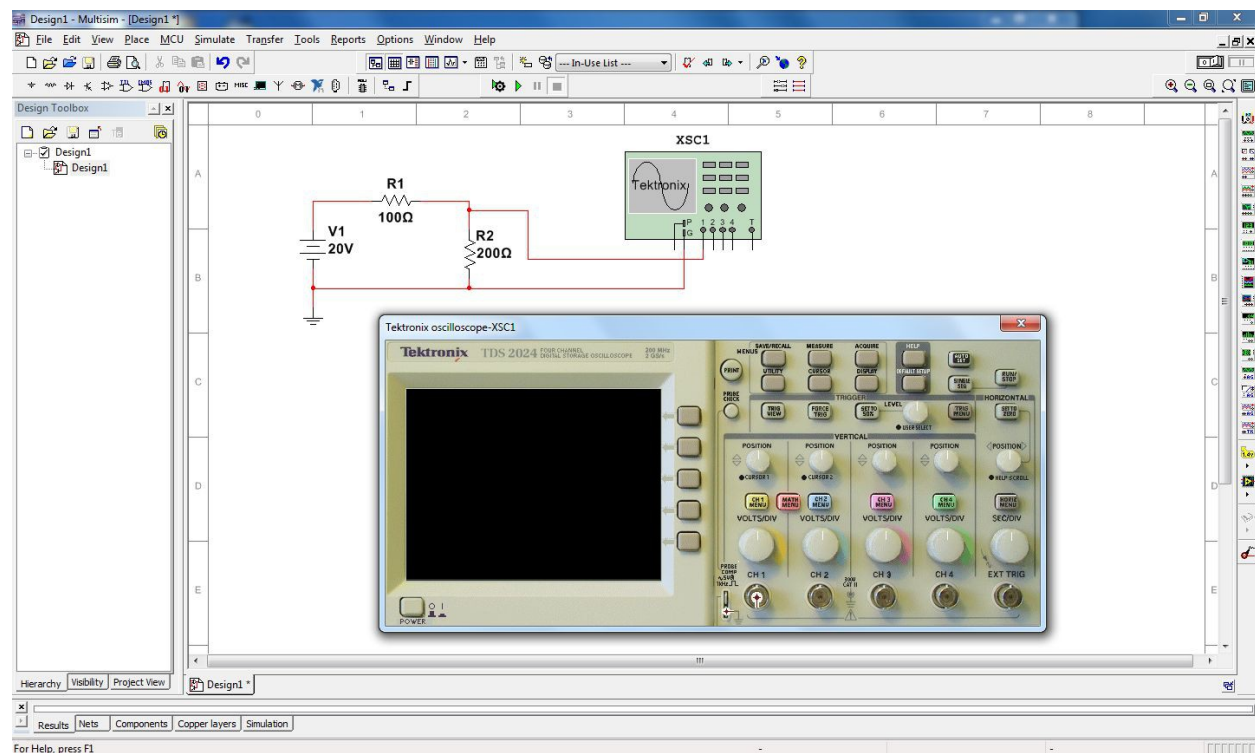 Design1 - Multisim - [Design1 *]
File Edit View Place MCU Simulate Transfer Tools Reports Options Window Help
--- In-Use List ---
MISC
Design Toolbox
Design1
Design1
0 1 2 3 4 5 6 7 8
A
B
C
D
E
A
B
C
D
E
XSC1
Tektronix
P 1 2 3 4 T
G
R1
100Ω
V1
20V
R2
200Ω
Tektronix oscilloscope-XSC1
Tektronix TDS 2024 FOUR CHANNEL DIGITAL STORAGE OSCILLOSCOPE 200 MHz 2 GS/s
MENUS SAVE/RECALL MEASURE ACQUIRE HELP AUTO SET
PRINT UTILITY CURSOR DISPLAY DEFAULT SETUP SINGLE SEQ RUN/STOP
PROBE CHECK
TRIGGER HORIZONTAL
TRIG VIEW FORCE TRIG SET TO 50% LEVEL TRIG MENU SET TO ZERO
USER SELECT
VERTICAL
POSITION POSITION POSITION POSITION POSITION
CURSOR 1 CURSOR 2 HELP SCROLL
CH 1 MENU MATH MENU CH 2 MENU CH 3 MENU CH 4 MENU HORIZ MENU
VOLTS/DIV VOLTS/DIV VOLTS/DIV VOLTS/DIV SEC/DIV
PROBE COMP
CH 1 CH 2 CH 3 CH 4 EXT TRIG
300V CAT II
POWER
Hierarchy Visibility Project View
Design1 *
Results Nets Components Copper layers Simulation
For Help, press F1